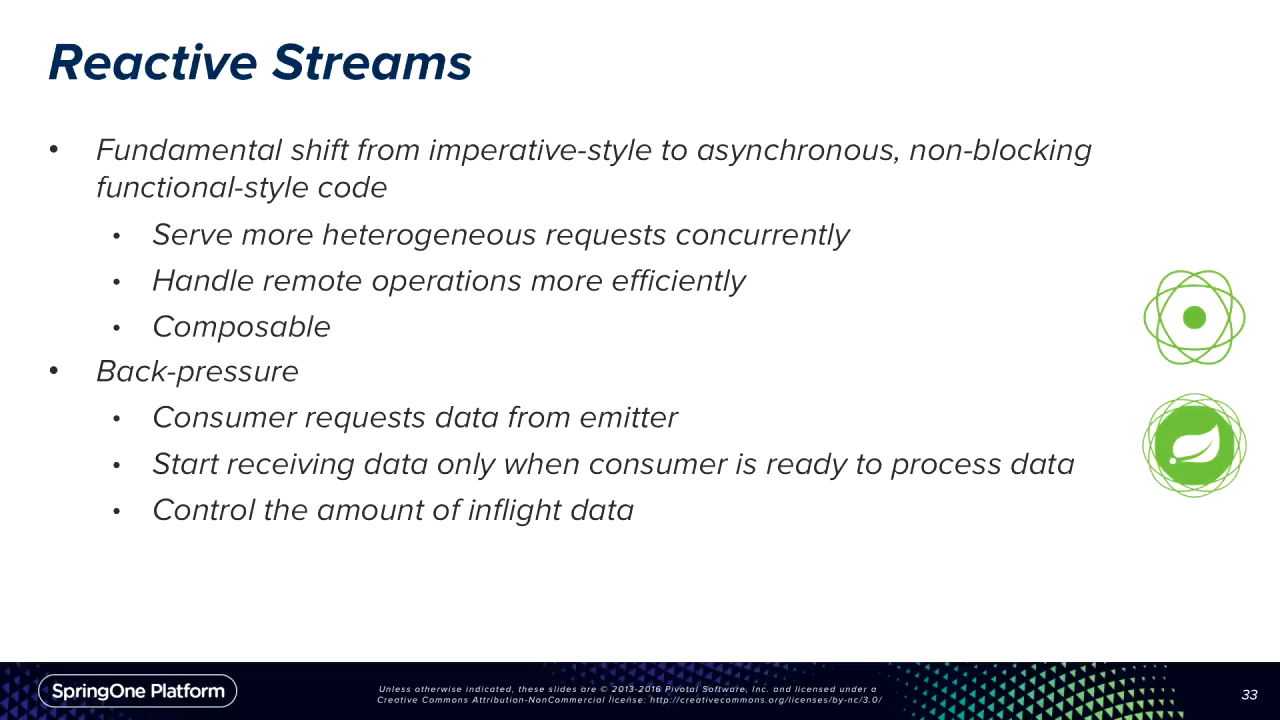 Reactive Streams
• Fundamental shift from imperative-style to asynchronous, non-blocking
functional-style code
• Serve more heterogeneous requests concurrently
• Handle remote operations more efficiently
• Composable
• Back-pressure
• Consumer requests data from emitter
• Start receiving data only when consumer is ready to process data
• Control the amount of inflight data
SpringOne Platform
Unless otherwise indicated, these slides are © 2013-2016 Pivotal Software, Inc. and licensed under a
Creative Commons Attribution-NonCommercial license: http://creativecommons.org/licenses/by-nc/3.0/
33